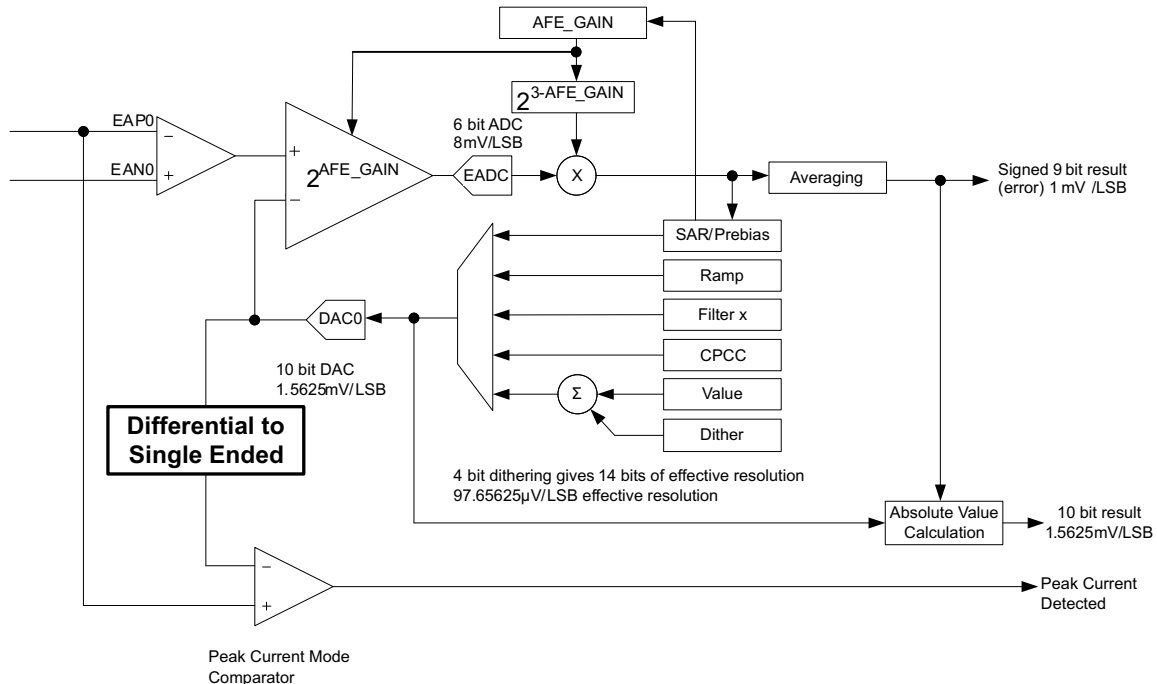 AFE_GAIN
2 3-AFE_GAIN
EAP0
-
EAN0
+
+
2 AFE_GAIN
-
6 bit ADC
8mV/LSB
EADC
X
Averaging
Signed 9 bit result
(error) 1 mV /LSB
SAR/Prebias
Ramp
Filter x
CPCC
Σ
Value
Dither
DAC0
10 bit DAC
1.5625mV/LSB
Differential to
Single Ended
4 bit dithering gives 14 bits of effective resolution
97.65625µV/LSB effective resolution
Absolute Value
Calculation
10 bit result
1.5625mV/LSB
-
+
Peak Current
Detected
Peak Current Mode
Comparator